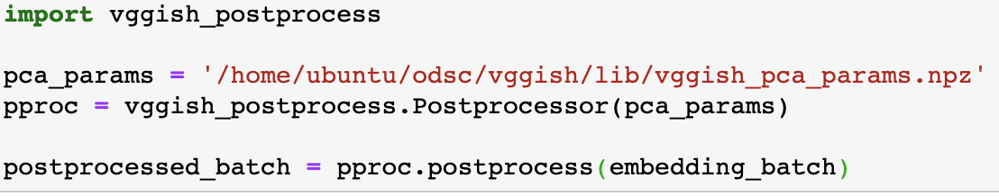 import vggish_postprocess
pca_params = '/home/ubuntu/odsc/vggish/lib/vggish_pca_params.npz'
pproc = vggish_postprocess.Postprocessor(pca_params)
postprocessed_batch = pproc.postprocess(embedding_batch)